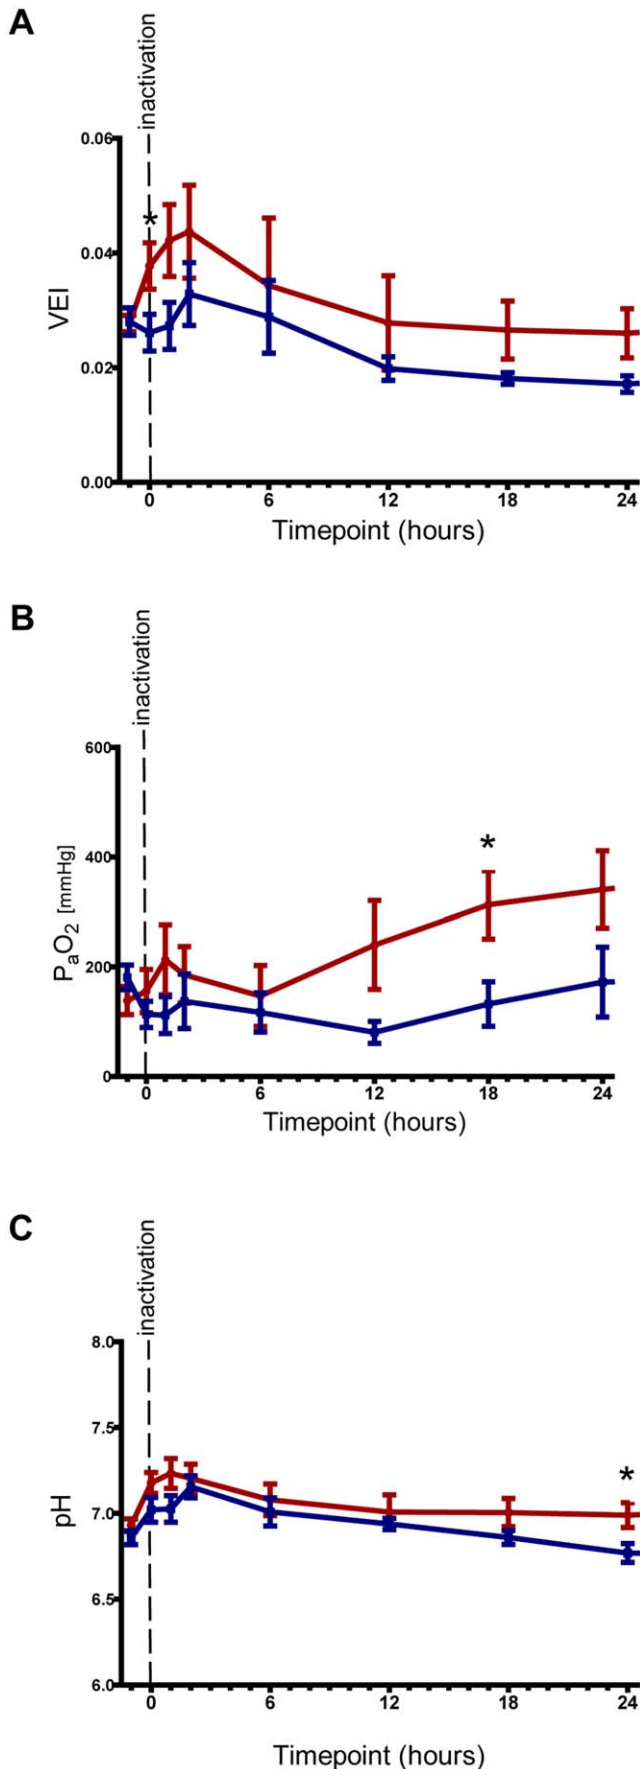 A
inactivation
0.06
*
0.04
VEI
0.02
0.00
0 6 12 18 24
Timepoint (hours)
B
inactivation
600
*
400
PaO2 [mmHg]
200
0
0 6 12 18 24
Timepoint (hours)
C
inactivation
8.0
7.5
*
pH
7.0
6.5
6.0
0 6 12 18 24
Timepoint (hours)